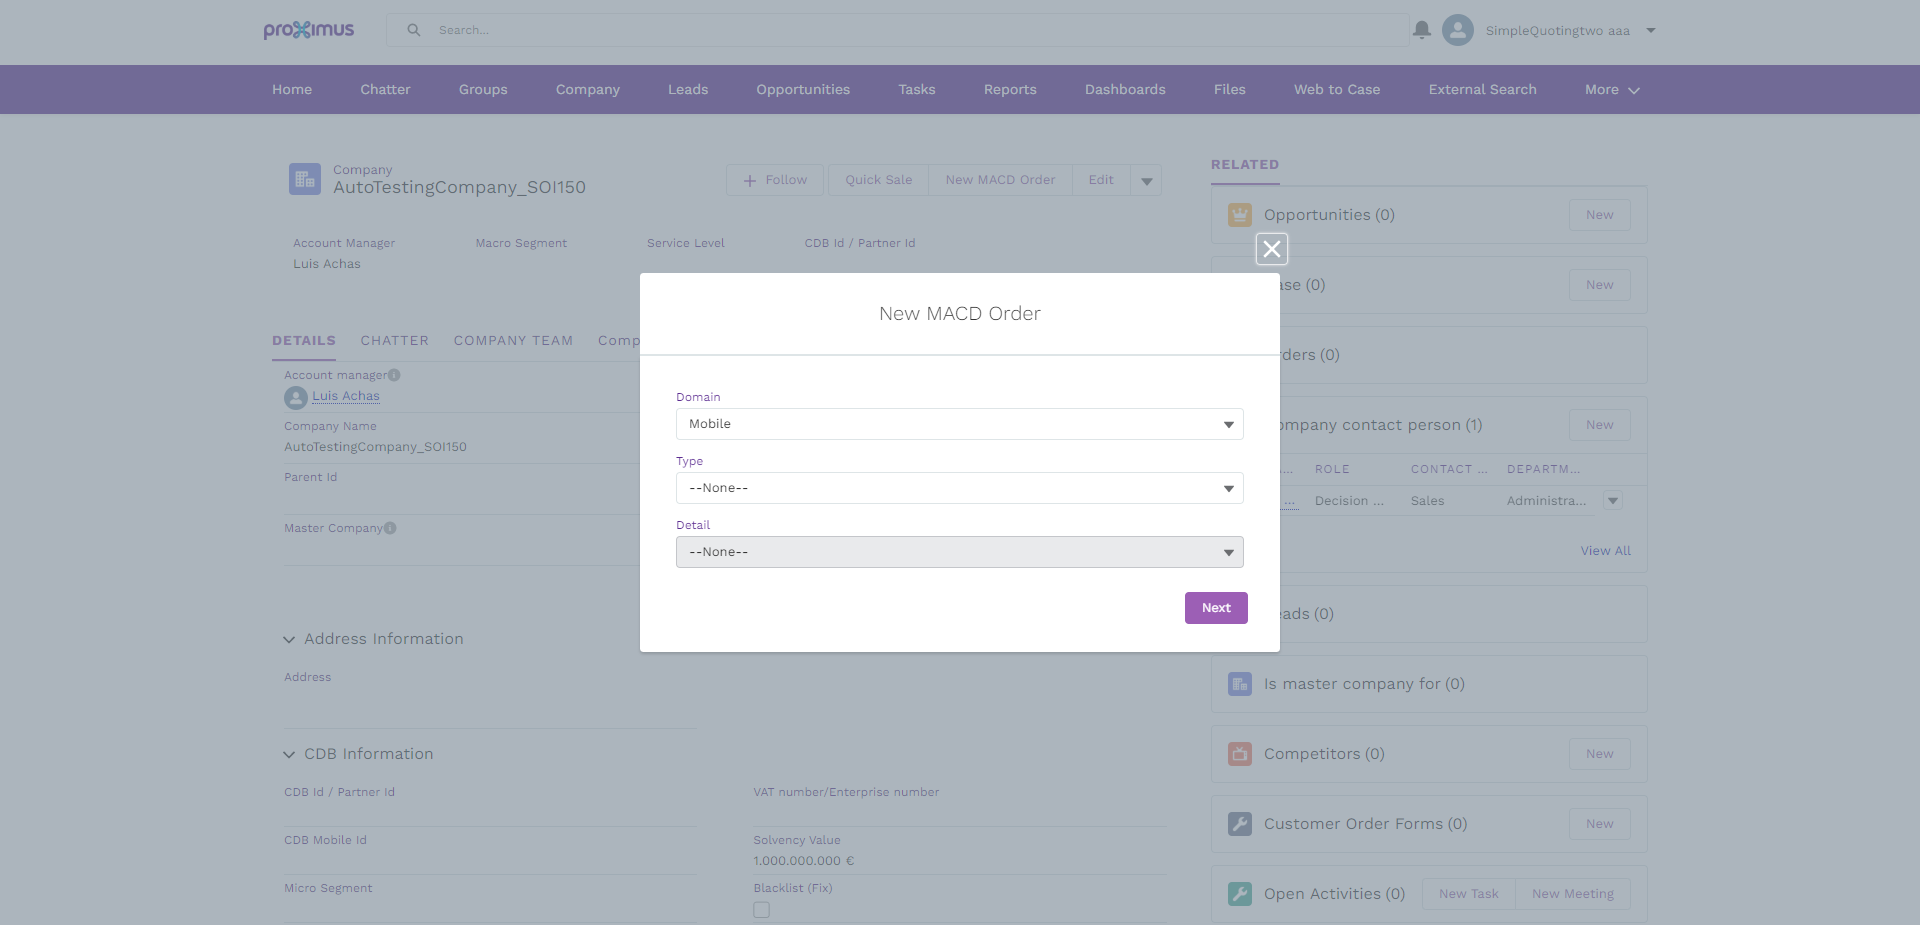 proximus
Search...
SimpleQuotingtwo aaa
Home Chatter Groups Company Leads Opportunities Tasks Reports Dashboards Files Web to Case External Search More
Company
AutoTestingCompany_SOI150
Follow Quick Sale New MACD Order Edit
Account Manager Macro Segment Service Level CDB Id / Partner Id
Luis Achas
DETAILS CHATTER COMPANY TEAM Comp
Account manager
Luis Achas
Company Name
AutoTestingCompany_SOI150
Parent Id
Master Company
Address Information
Address
CDB Information
CDB Id / Partner Id VAT number/Enterprise number
CDB Mobile Id Solvency Value
1.000.000.000 €
Micro Segment Blacklist (Fix)
New MACD Order
Domain
Mobile
Type
--None--
Detail
--None--
Next
RELATED
Opportunities (0) New
ase (0) New
ders (0)
ompany contact person (1) New
... ROLE CONTACT ... DEPARTM...
... Decision ... Sales Administra...
View All
eads (0)
Is master company for (0)
Competitors (0) New
Customer Order Forms (0) New
Open Activities (0) New Task New Meeting